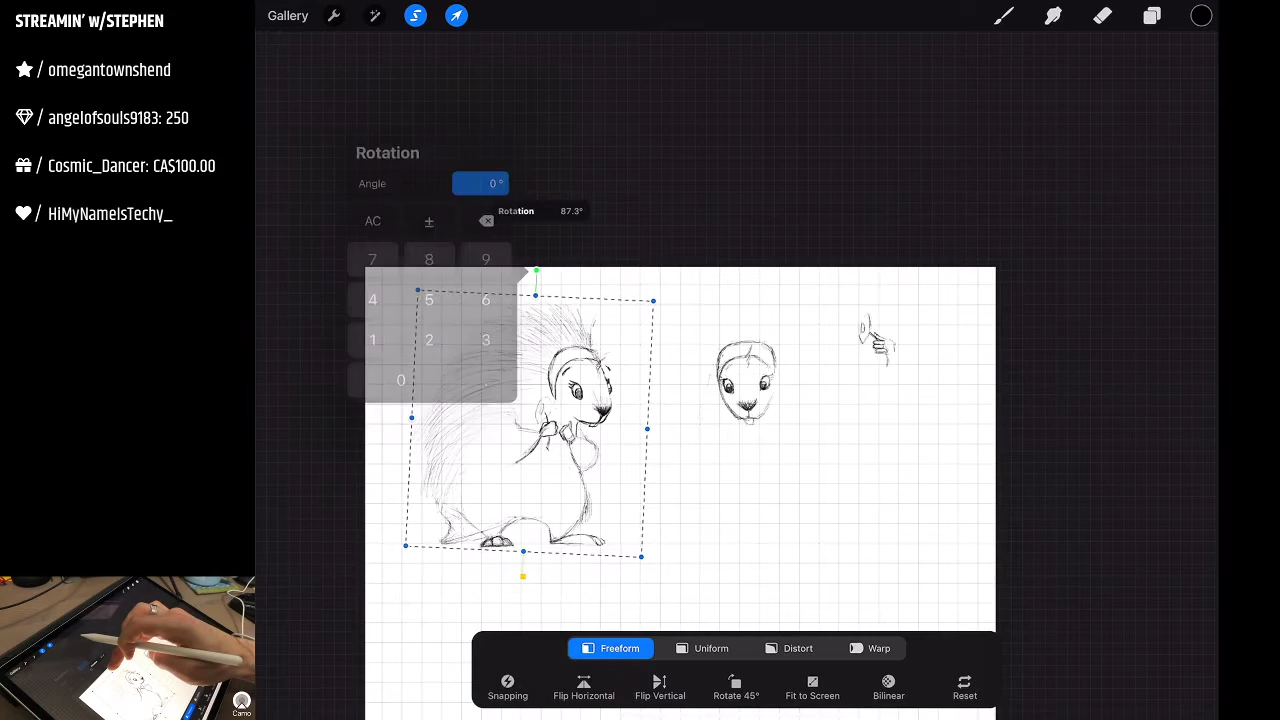 STREAMIN' w/STEPHEN
/ omegantownshend
/ angelofsouls9183: 250
/ Cosmic_Dancer: CA$100.00
/ HiMyNameIsTechy_
Gallery
Rotation
Angle
0 °
Rotation 87.3°
AC ±
7 8 9
4 5 6
1 2 3
0 .
Freeform Uniform Distort Warp
Snapping Flip Horizontal Flip Vertical Rotate 45° Fit to Screen Bilinear Reset
Camo